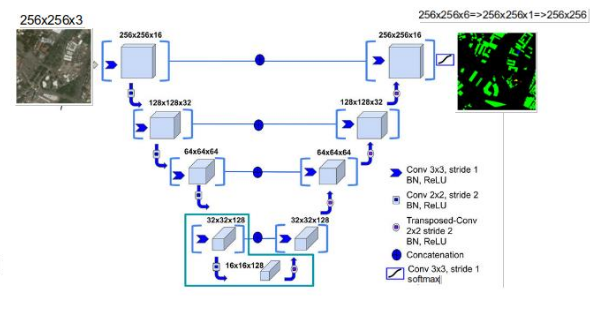 256x256x3
256x256x6=>256x256x1=>256x256
256x256x16
256x256x16
128x128x32
128x128x32
64x64x64
64x64x64
32x32x128
32x32x128
16x16x128
Conv 3x3, stride 1
BN, ReLU
Conv 2x2, stride 2
BN, ReLU
Transposed-Conv
2x2 stride 2
BN, ReLU
Concatenation
Conv 3x3, stride 1
softmax